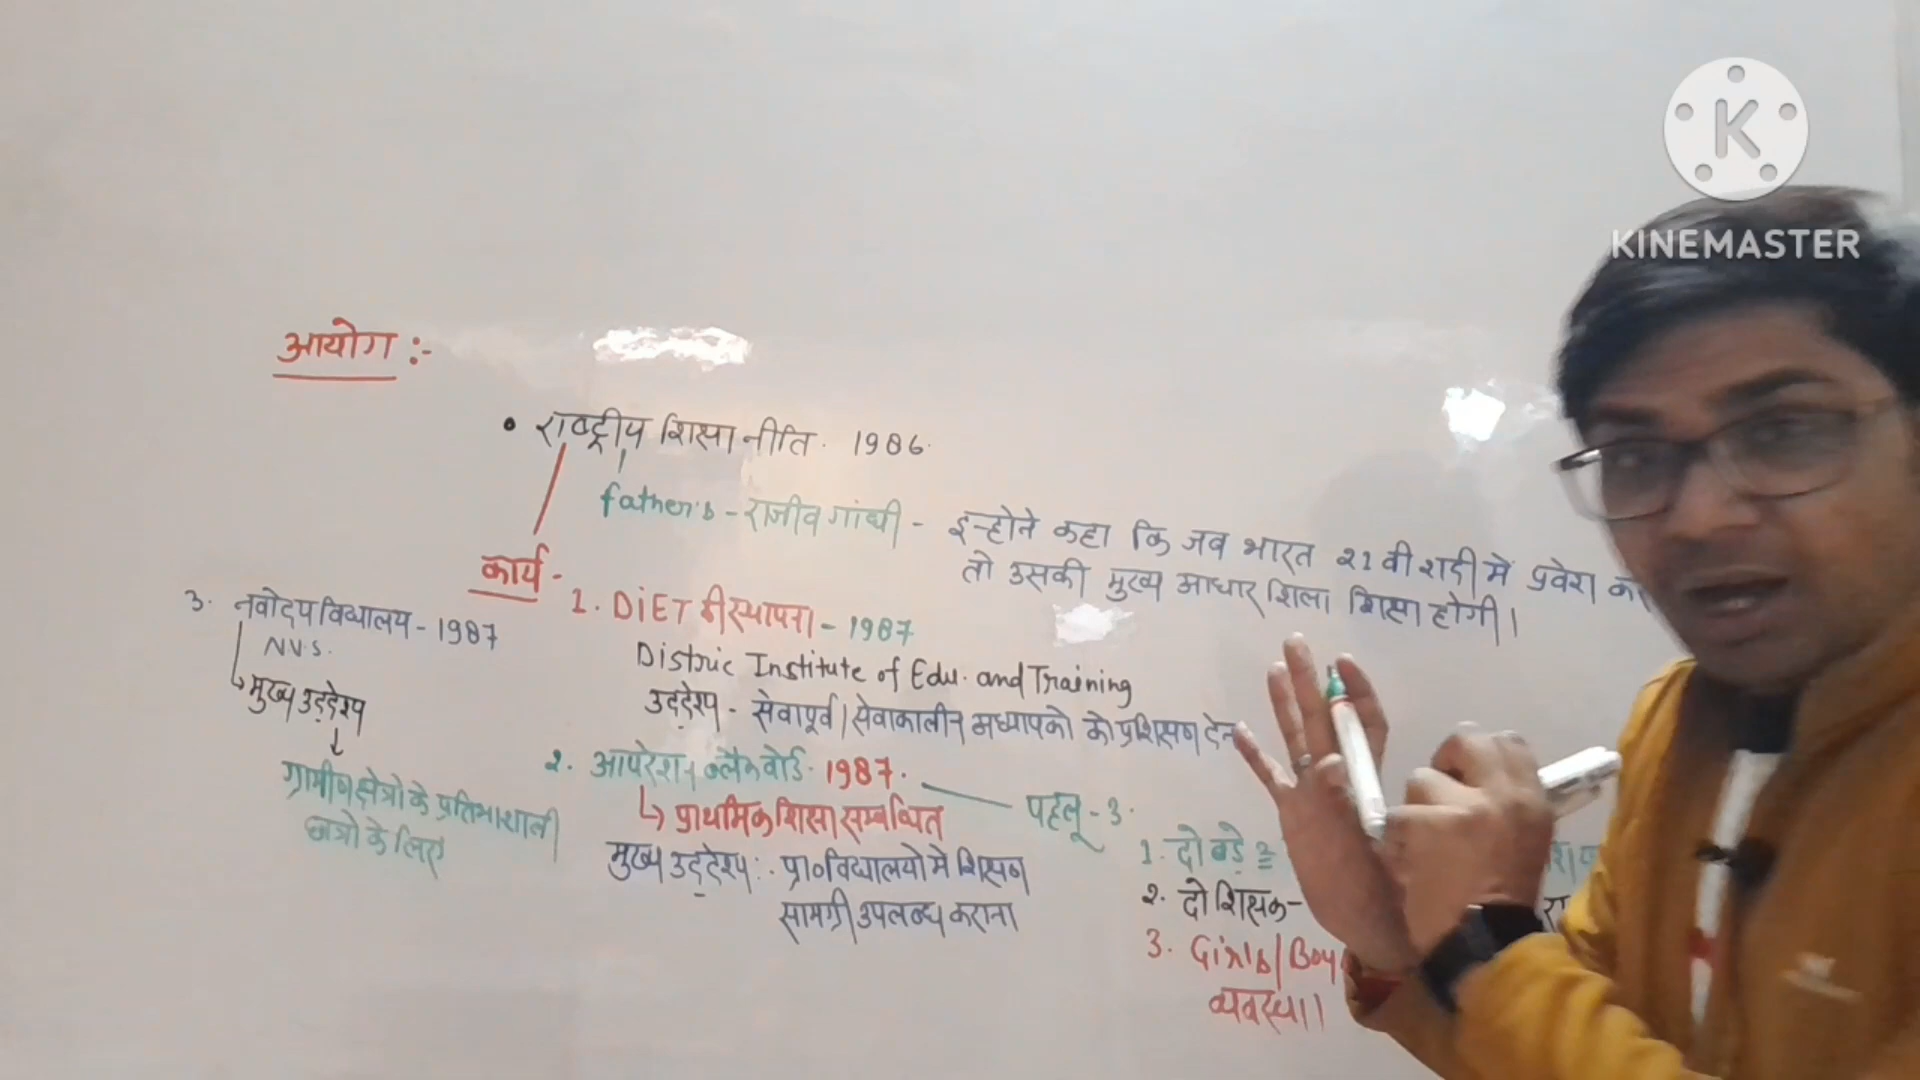 K
KINEMASTER
आयोग :-
• राष्ट्रीय शिक्षा नीति. 1986.
father's - राजीव गांधी - इन्होने कहा कि जब भारत 21 वी शदी में प्रवेश
तो उसकी मुख्य आधार शिला शिक्षा होगी।
कार्य -
1. DiET की स्थापना - 1987
Distric Institute of Edu. and Training
उद्देश्य - सेवापूर्व / सेवाकालीन अध्यापको को प्रशिक्षण
2. आपरेशन ब्लैक बोर्ड. 1987.
↳ प्राथमिक शिक्षा सम्बन्धित
मुख्य उद्देश्य :- प्रा० विद्यालयो मे शिक्षण
सामग्री उपलब्ध कराना
पहलू - 3.
1. दो बड़े
2. दो शिक्षक -
3. Girls / Boy
व्यवस्था।
3. नवोदय विद्यालय - 1987
N.V.S.
↳ मुख्य उद्देश्य
↓
ग्रामीण क्षेत्रो के प्रतिभाशाली
छात्रो के लिए